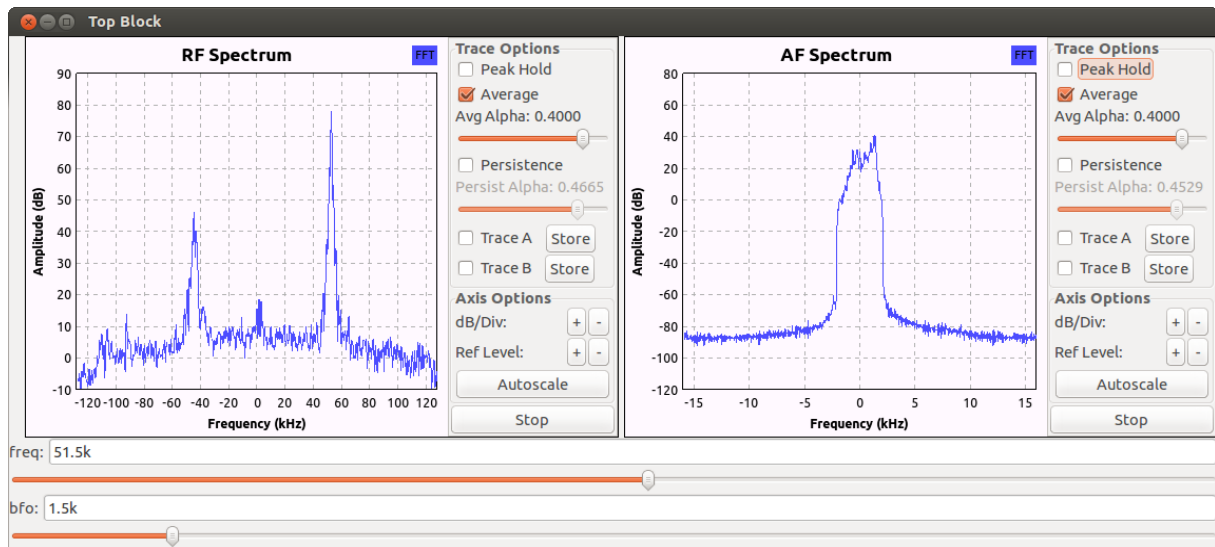 Top Block
RF Spectrum
FFT
90
80
70
60
50
40
30
20
10
0
-10
Amplitude (dB)
-120 -100 -80 -60 -40 -20 0 20 40 60 80 100 120
Frequency (kHz)
Trace Options
Peak Hold
Average
Avg Alpha: 0.4000
Persistence
Persist Alpha: 0.4665
Trace A Store
Trace B Store
Axis Options
dB/Div: + -
Ref Level: + -
Autoscale
Stop
AF Spectrum
FFT
80
60
40
20
0
-20
-40
-60
-80
-100
-120
Amplitude (dB)
-15 -10 -5 0 5 10 15
Frequency (kHz)
Trace Options
Peak Hold
Average
Avg Alpha: 0.4000
Persistence
Persist Alpha: 0.4529
Trace A Store
Trace B Store
Axis Options
dB/Div: + -
Ref Level: + -
Autoscale
Stop
freq: 51.5k
bfo: 1.5k